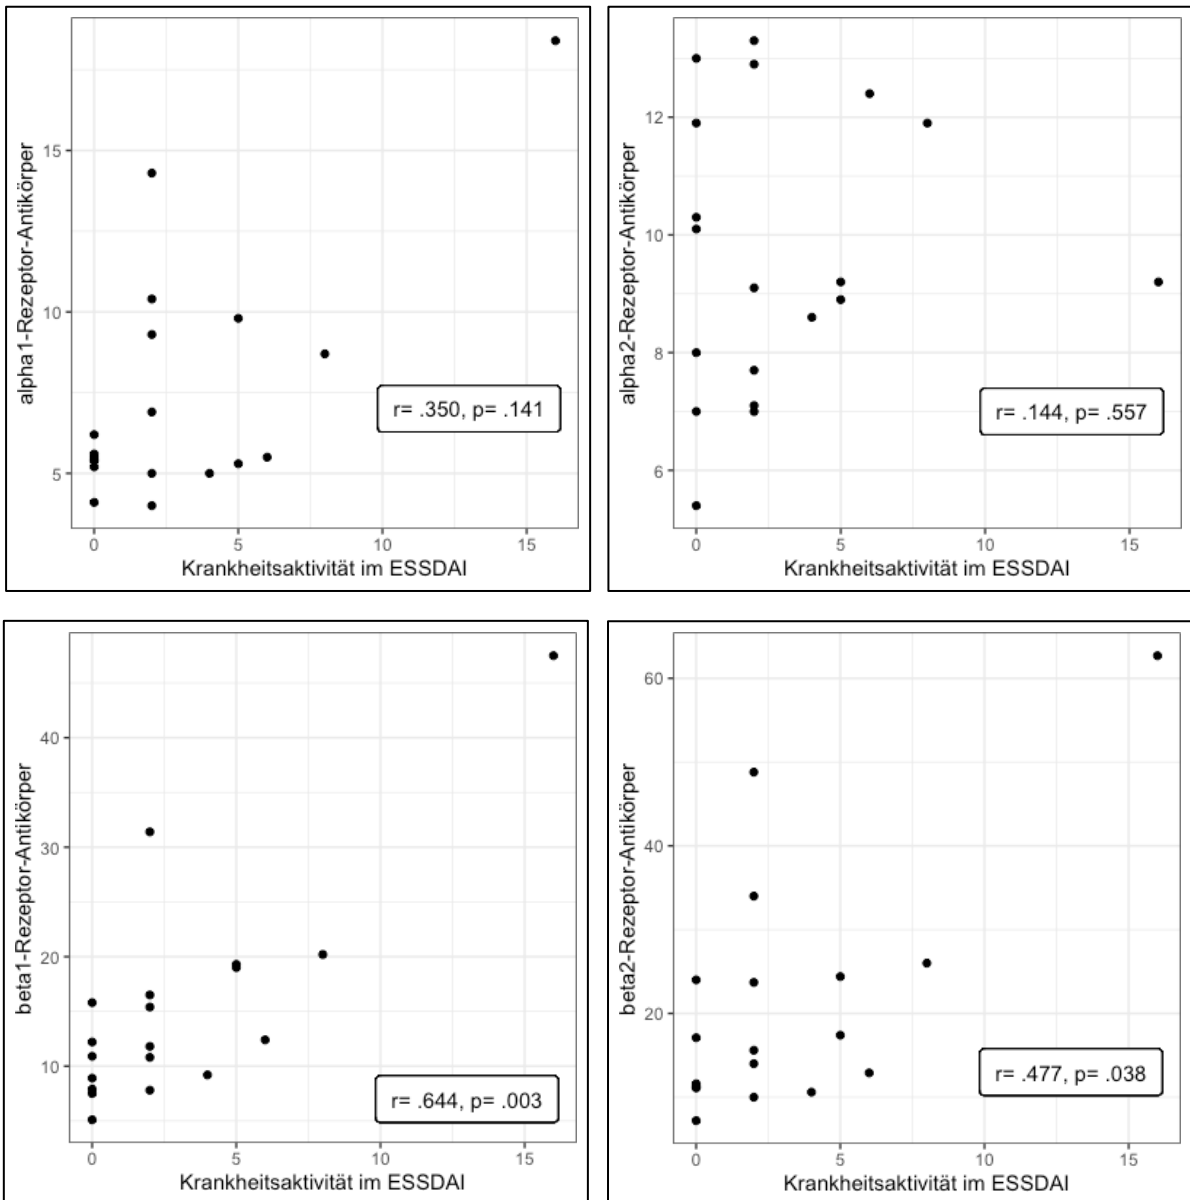 alpha1-Rezeptor-Antikörper
15
10
5
r= .350, p= .141
0 5 10 15
Krankheitsaktivität im ESSDAI
alpha2-Rezeptor-Antikörper
12
10
8
6
r= .144, p= .557
0 5 10 15
Krankheitsaktivität im ESSDAI
beta1-Rezeptor-Antikörper
40
30
20
10
r= .644, p= .003
0 5 10 15
Krankheitsaktivität im ESSDAI
beta2-Rezeptor-Antikörper
60
40
20
r= .477, p= .038
0 5 10 15
Krankheitsaktivität im ESSDAI